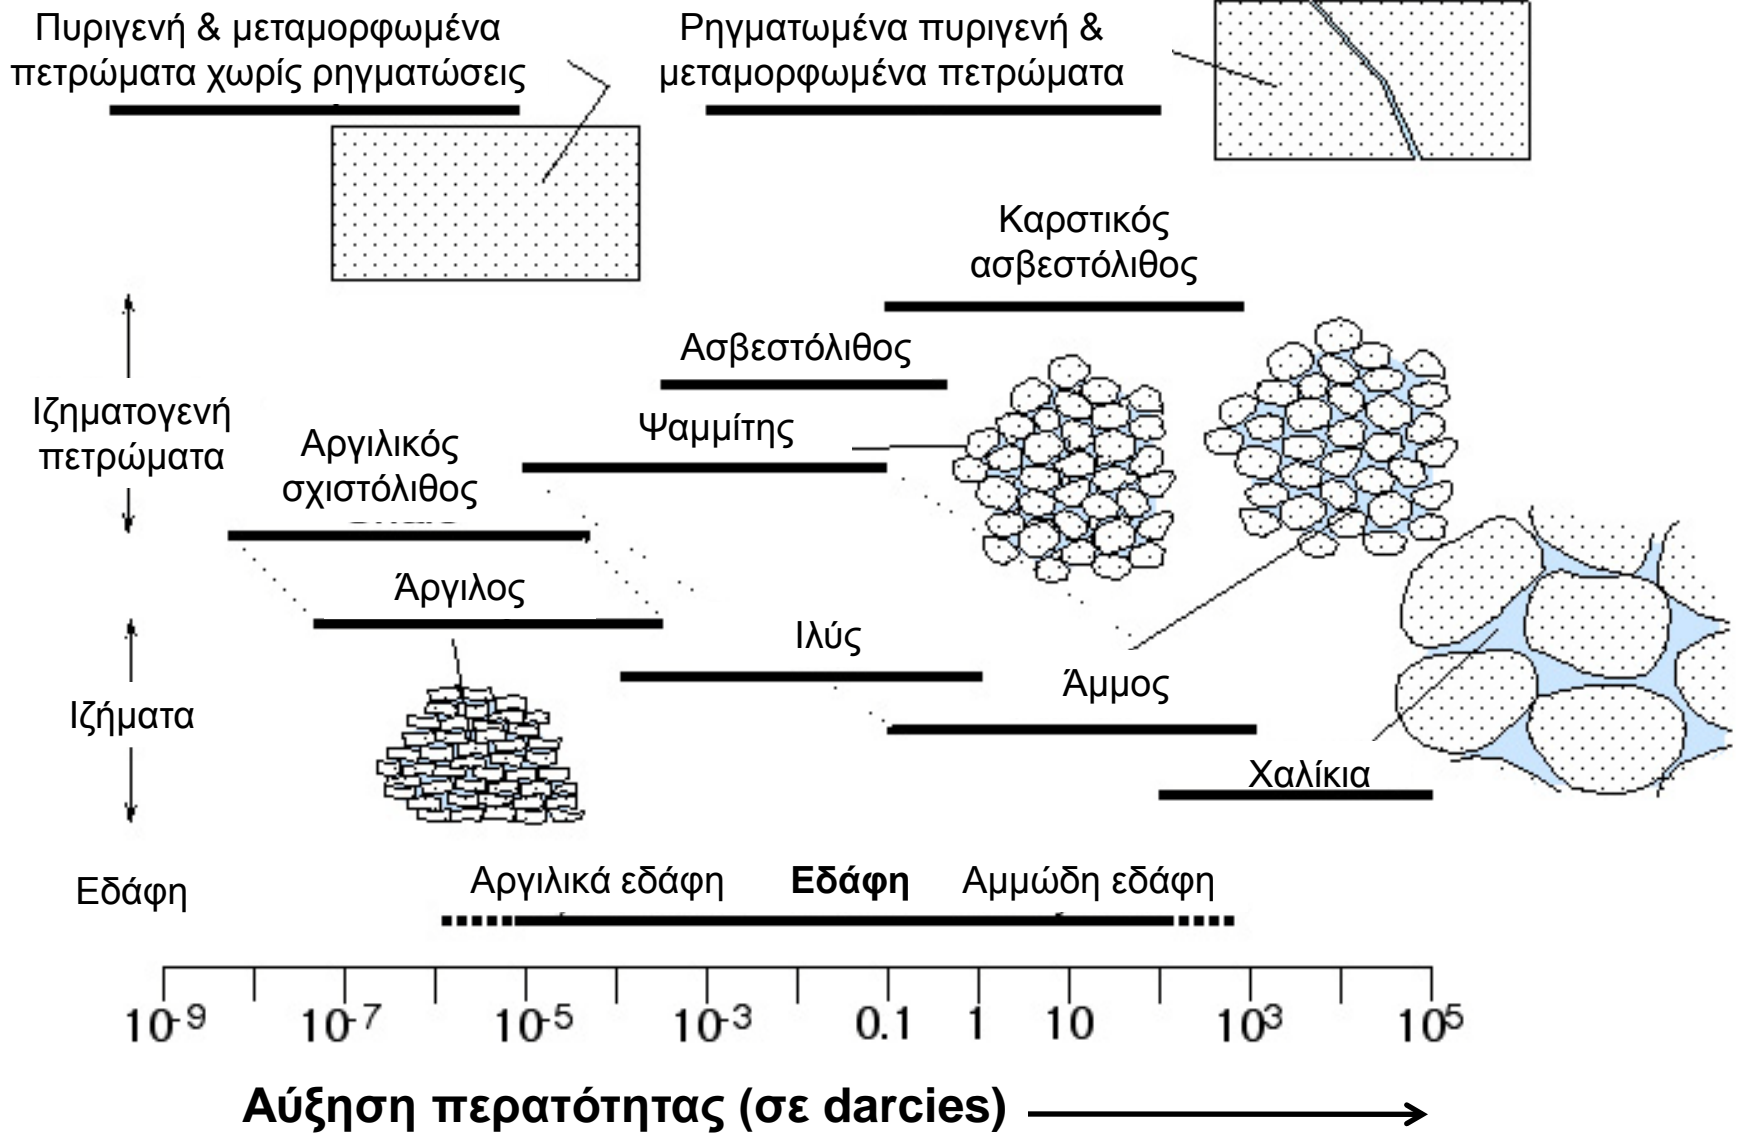 Πυριγενή & μεταμορφωμένα
πετρώματα χωρίς ρηγματώσεις
Ρηγματωμένα πυριγενή &
μεταμορφωμένα πετρώματα
Καρστικός
ασβεστόλιθος
Ασβεστόλιθος
Ψαμμίτης
Ιζηματογενή
πετρώματα
Αργιλικός
σχιστόλιθος
Άργιλος
Ιλύς
Άμμος
Ιζήματα
Χαλίκια
Εδάφη
Αργιλικά εδάφη Εδάφη Αμμώδη εδάφη
10-9 10-7 10-5 10-3 0.1 1 10 10³ 10⁵
Αύξηση περατότητας (σε darcies)